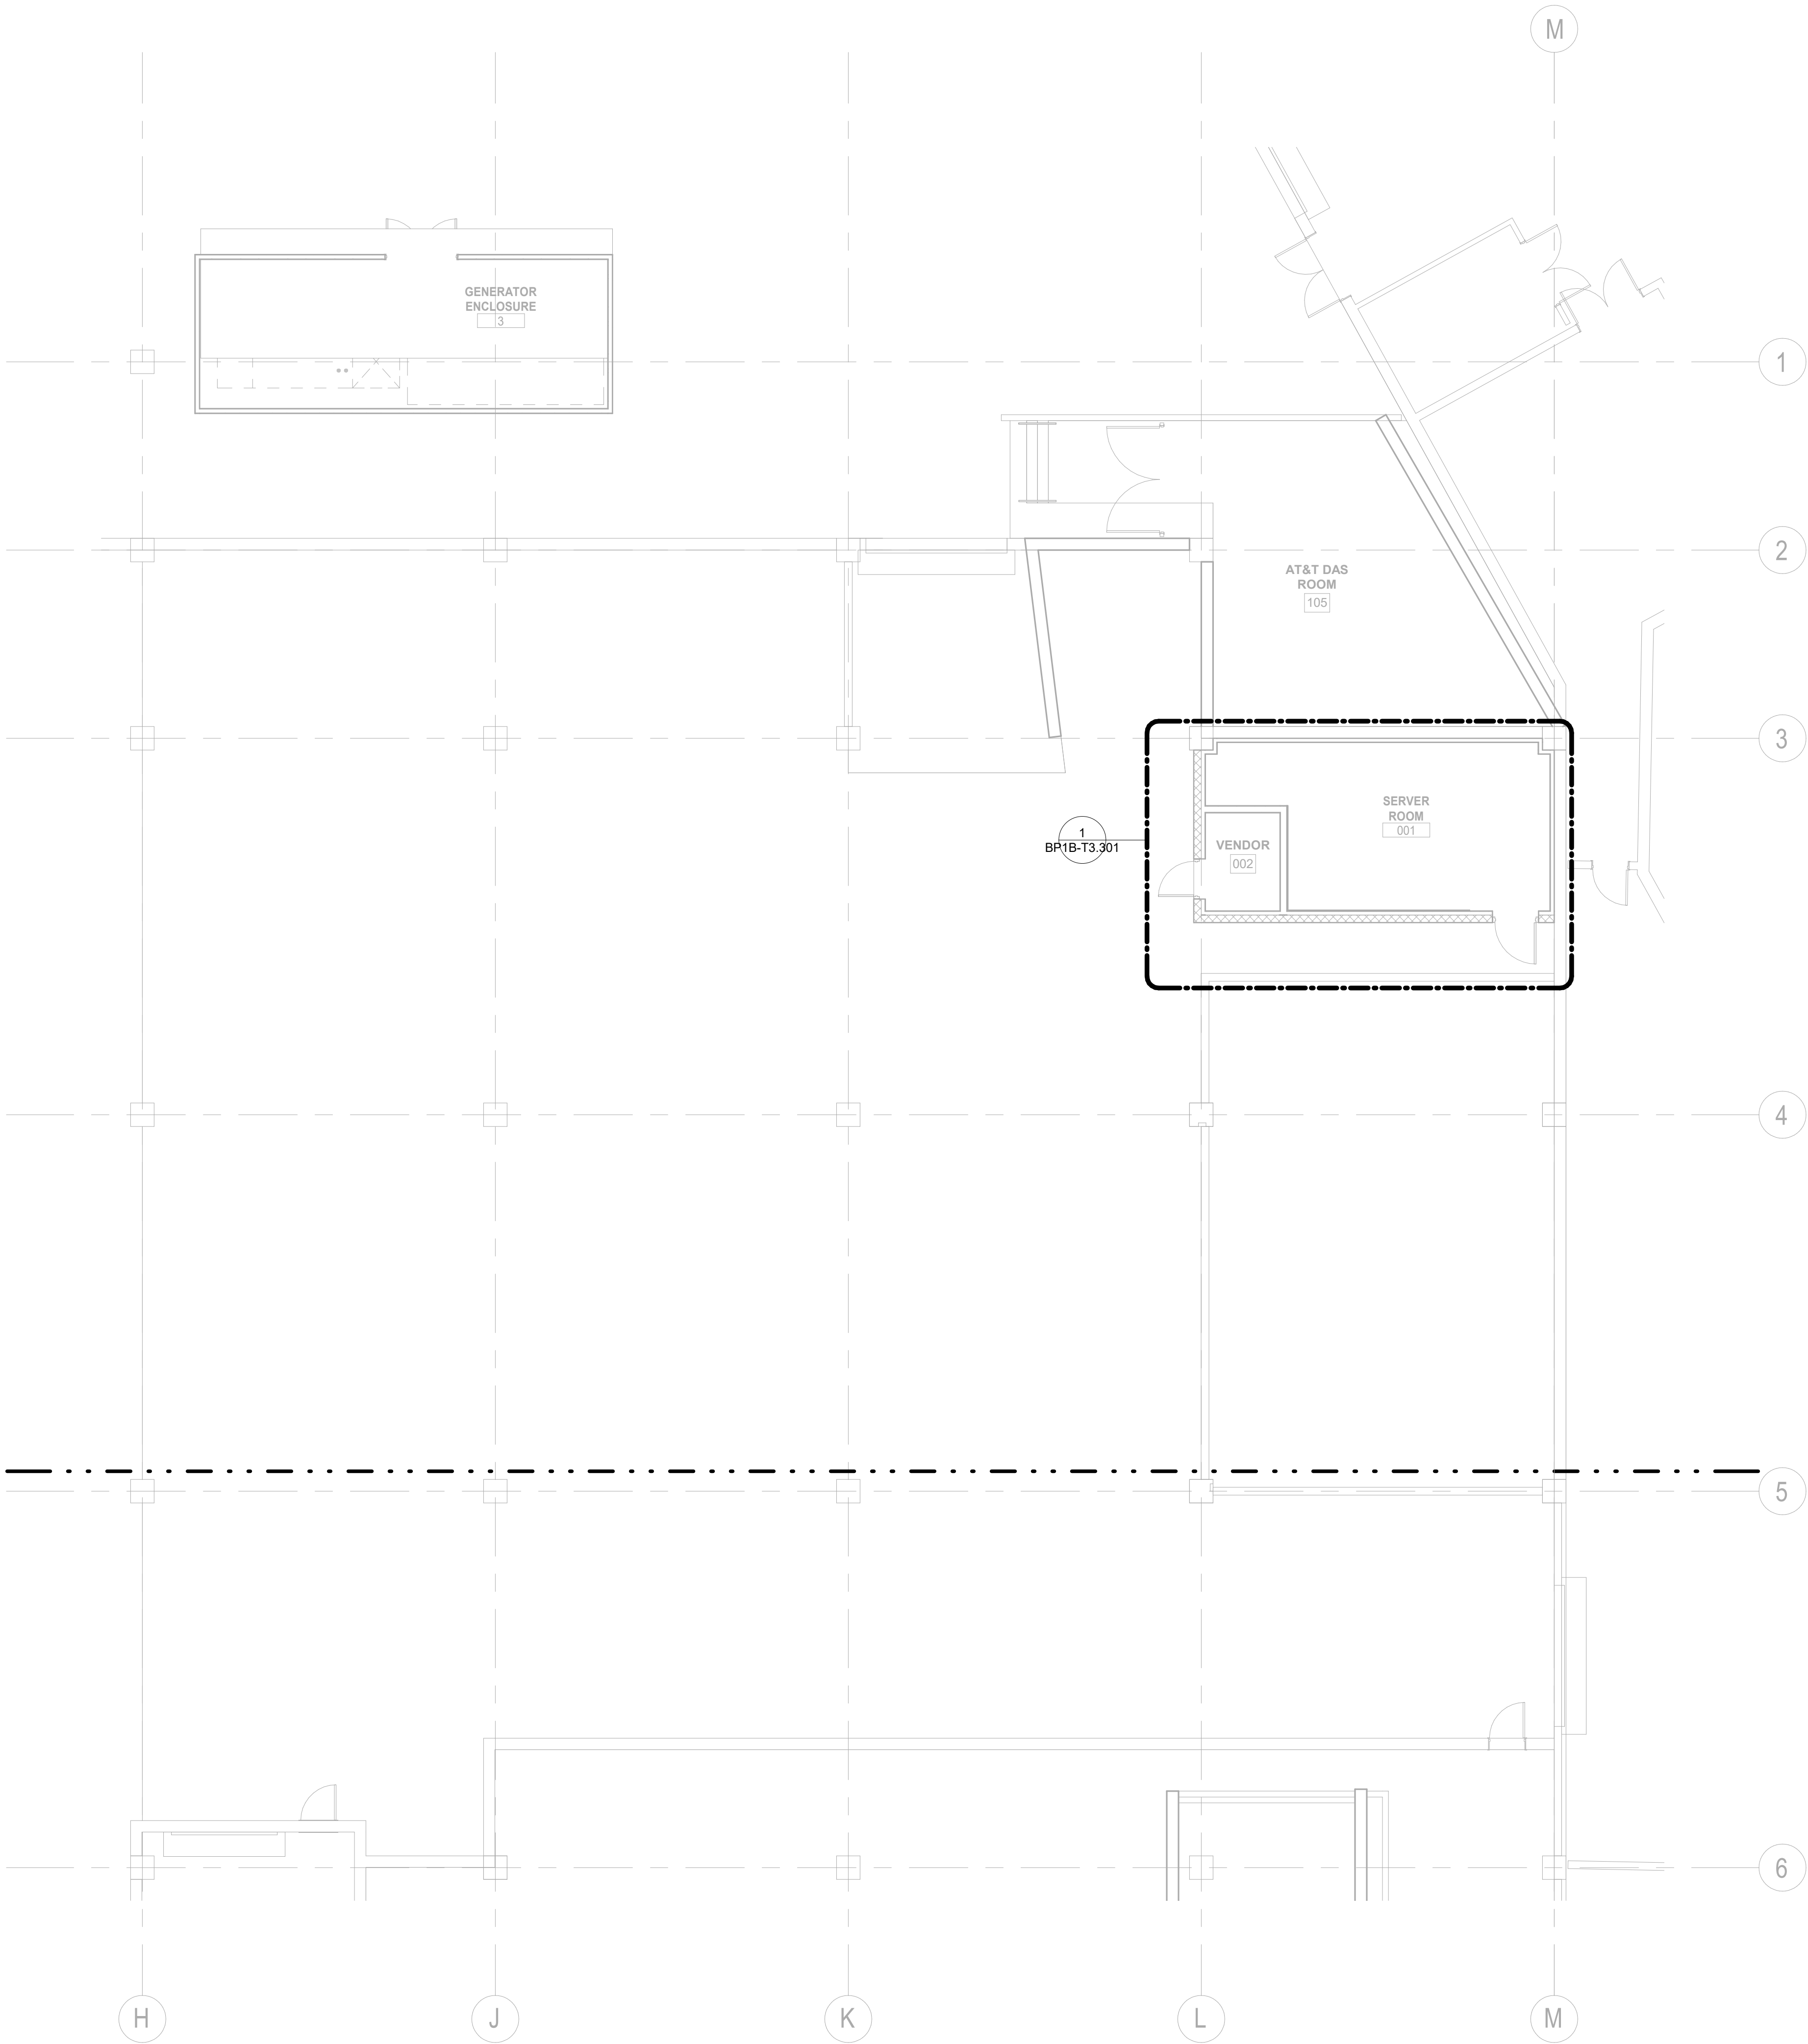 M
GENERATOR
ENCLOSURE
3
1
2
AT&T DAS
ROOM
105
3
SERVER
ROOM
001
1
BP1B-T3.301
VENDOR
002
4
5
6
H
J
K
L
M